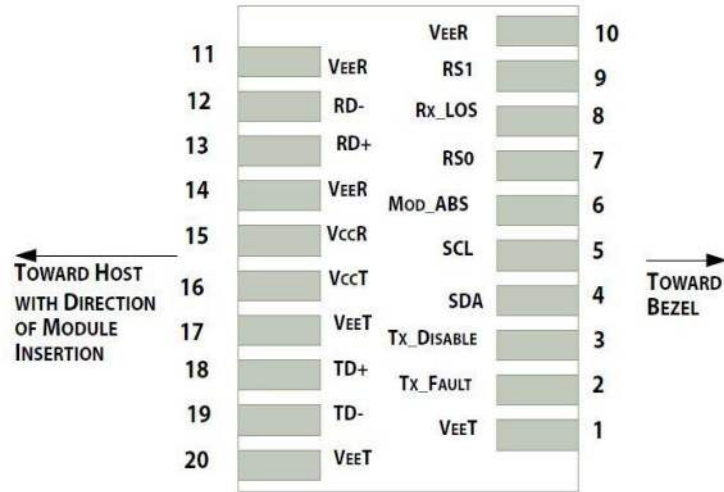 11 VEER
12 RD-
13 RD+
14 VEER
15 VCCR
16 VCCT
17 VEET
18 TD+
19 TD-
20 VEET
VEER 10
RS1 9
RX_LOS 8
RS0 7
MOD_ABS 6
SCL 5
SDA 4
TX_DISABLE 3
TX_FAULT 2
VEET 1
TOWARD HOST
WITH DIRECTION
OF MODULE
INSERTION
TOWARD
BEZEL